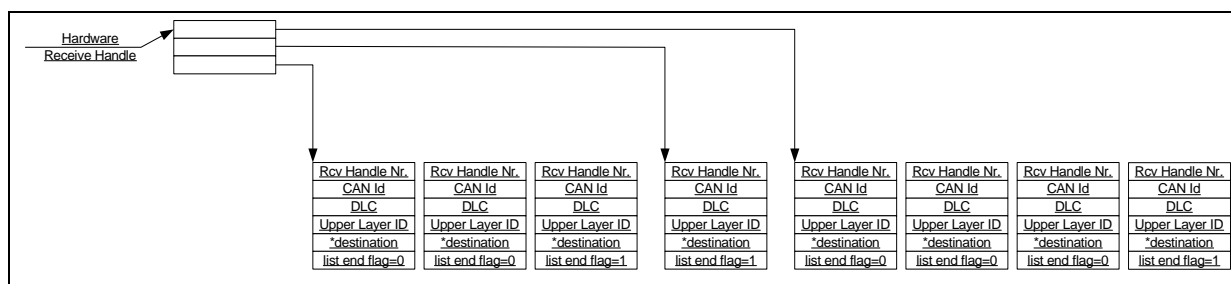 Hardware
Receive Handle
Rcv Handle Nr. Rcv Handle Nr. Rcv Handle Nr. Rcv Handle Nr. Rcv Handle Nr. Rcv Handle Nr. Rcv Handle Nr. Rcv Handle Nr.
CAN Id CAN Id CAN Id CAN Id CAN Id CAN Id CAN Id CAN Id
DLC DLC DLC DLC DLC DLC DLC DLC
Upper Layer ID Upper Layer ID Upper Layer ID Upper Layer ID Upper Layer ID Upper Layer ID Upper Layer ID Upper Layer ID
*destination *destination *destination *destination *destination *destination *destination *destination
list end flag=0 list end flag=0 list end flag=1 list end flag=1 list end flag=0 list end flag=0 list end flag=0 list end flag=1